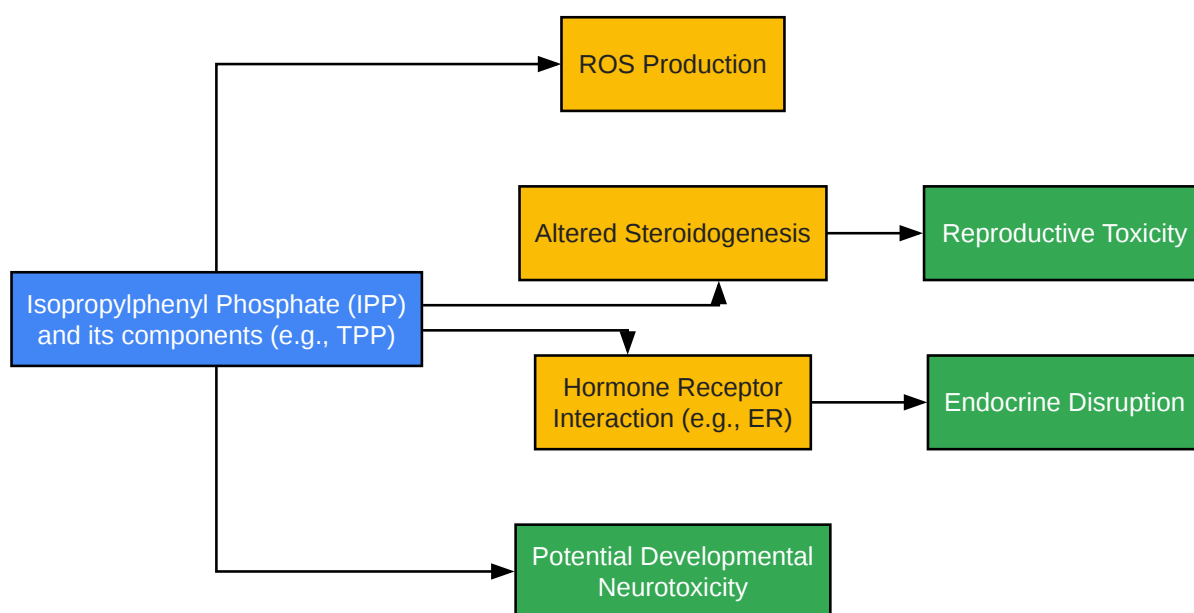 ROS Production
Altered Steroidogenesis
Reproductive Toxicity
Isopropylphenyl Phosphate (IPP)
and its components (e.g., TPP)
Hormone Receptor
Interaction (e.g., ER)
Endocrine Disruption
Potential Developmental
Neurotoxicity